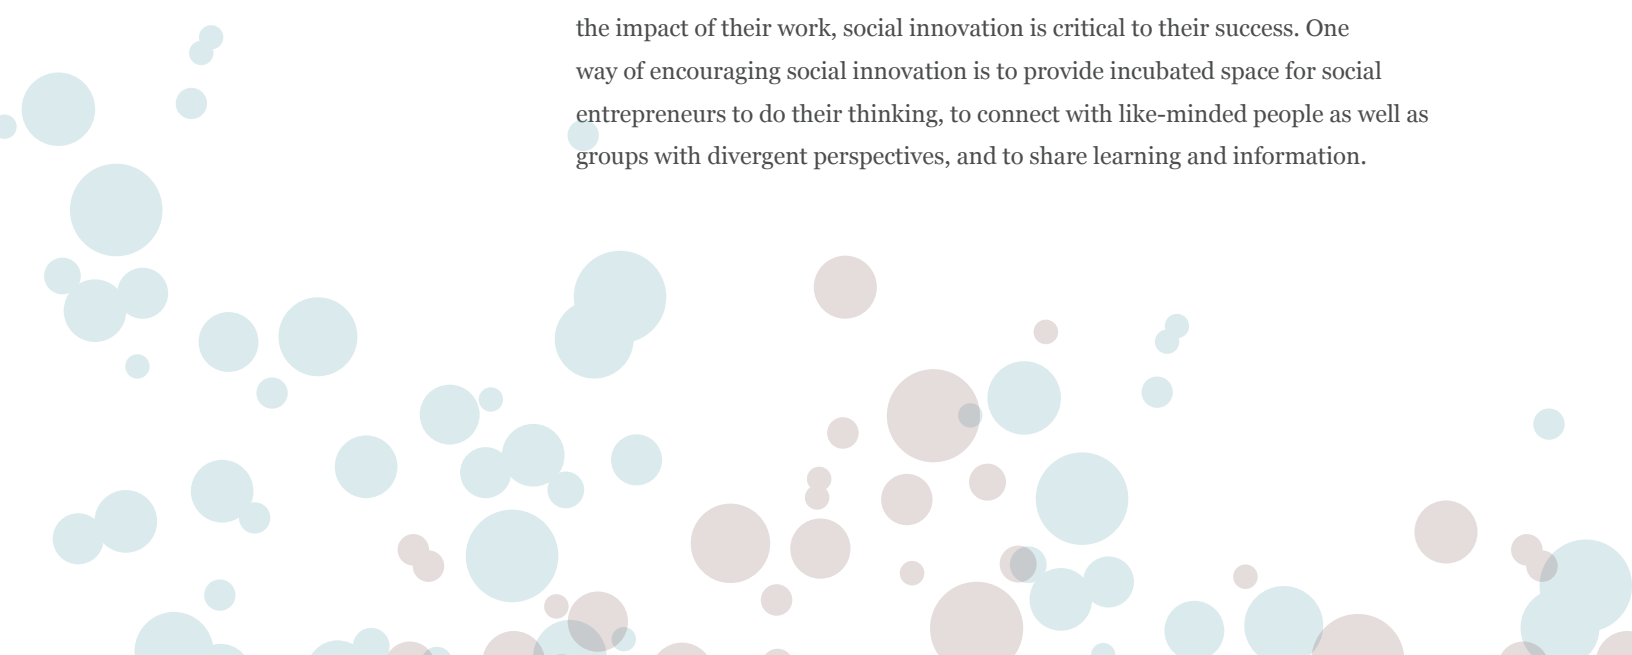 the impact of their work, social innovation is critical to their success. One
way of encouraging social innovation is to provide incubated space for social
entrepreneurs to do their thinking, to connect with like-minded people as well as
groups with divergent perspectives, and to share learning and information.